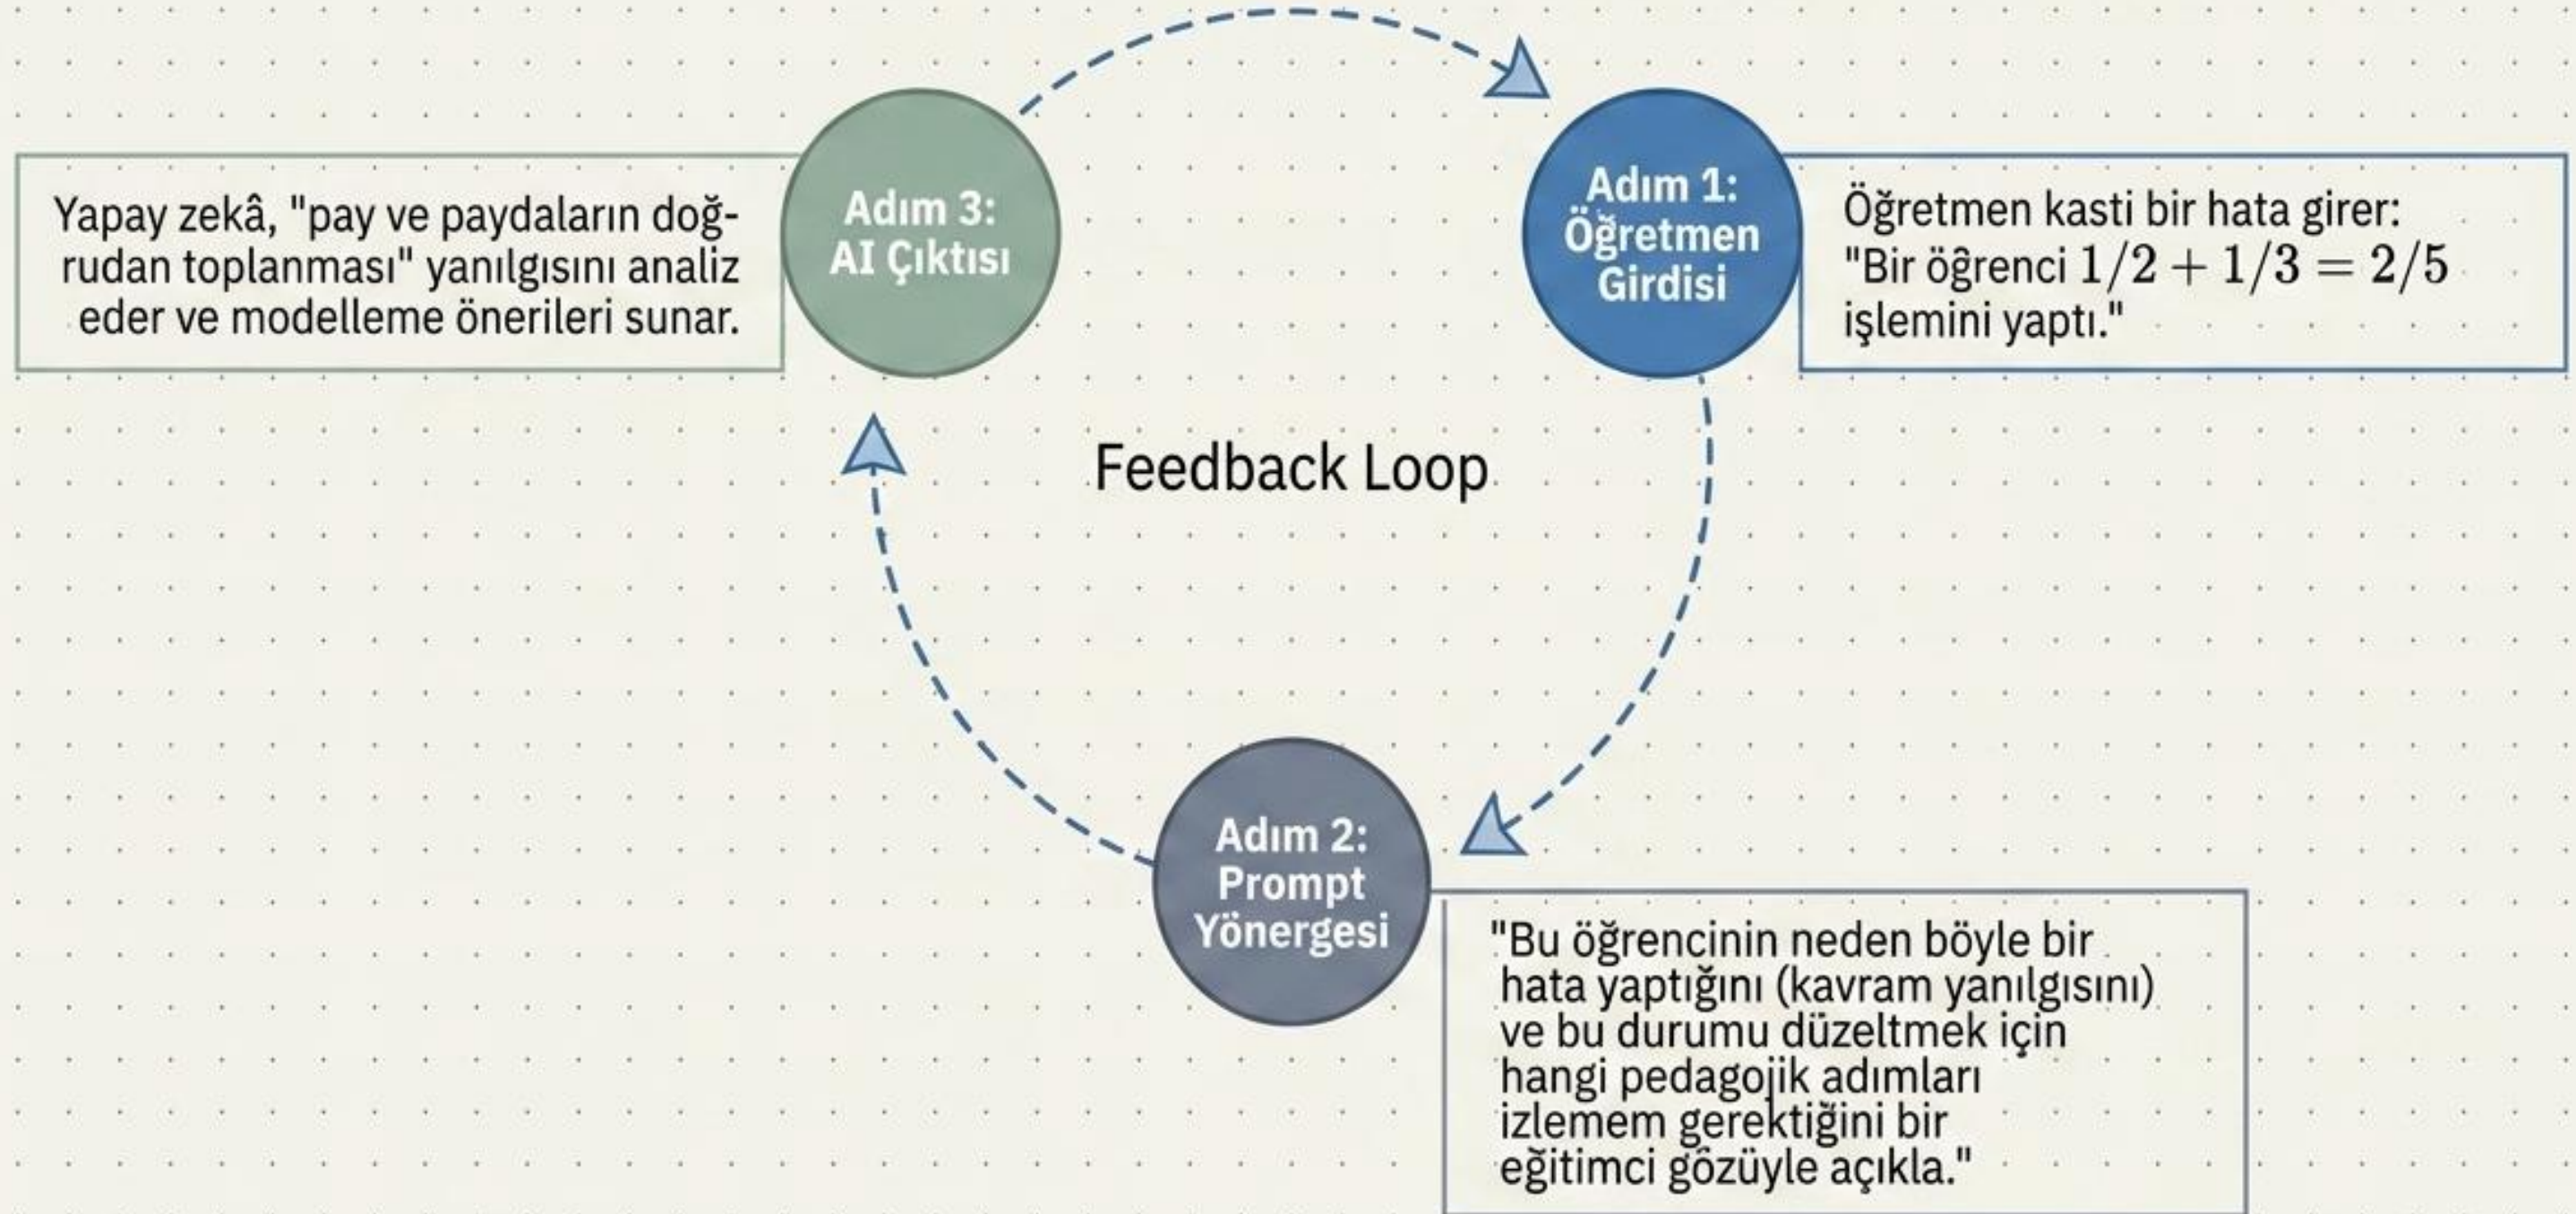 Adım 3:
AI Çıktısı
Yapay zekâ, "pay ve paydaların doğ-
rudan toplanması" yanılgısını analiz
eder ve modelleme önerileri sunar.
Adım 1:
Öğretmen
Girdisi
Öğretmen kasti bir hata girer:
"Bir öğrenci 1/2 + 1/3 = 2/5
işlemini yaptı."
Feedback Loop
Adım 2:
Prompt
Yönergesi
"Bu öğrencinin neden böyle bir
hata yaptığını (kavram yanılgısını)
ve bu durumu düzeltmek için
hangi pedagojik adımları
izlemem gerektiğini bir
eğitimci gözüyle açıkla."